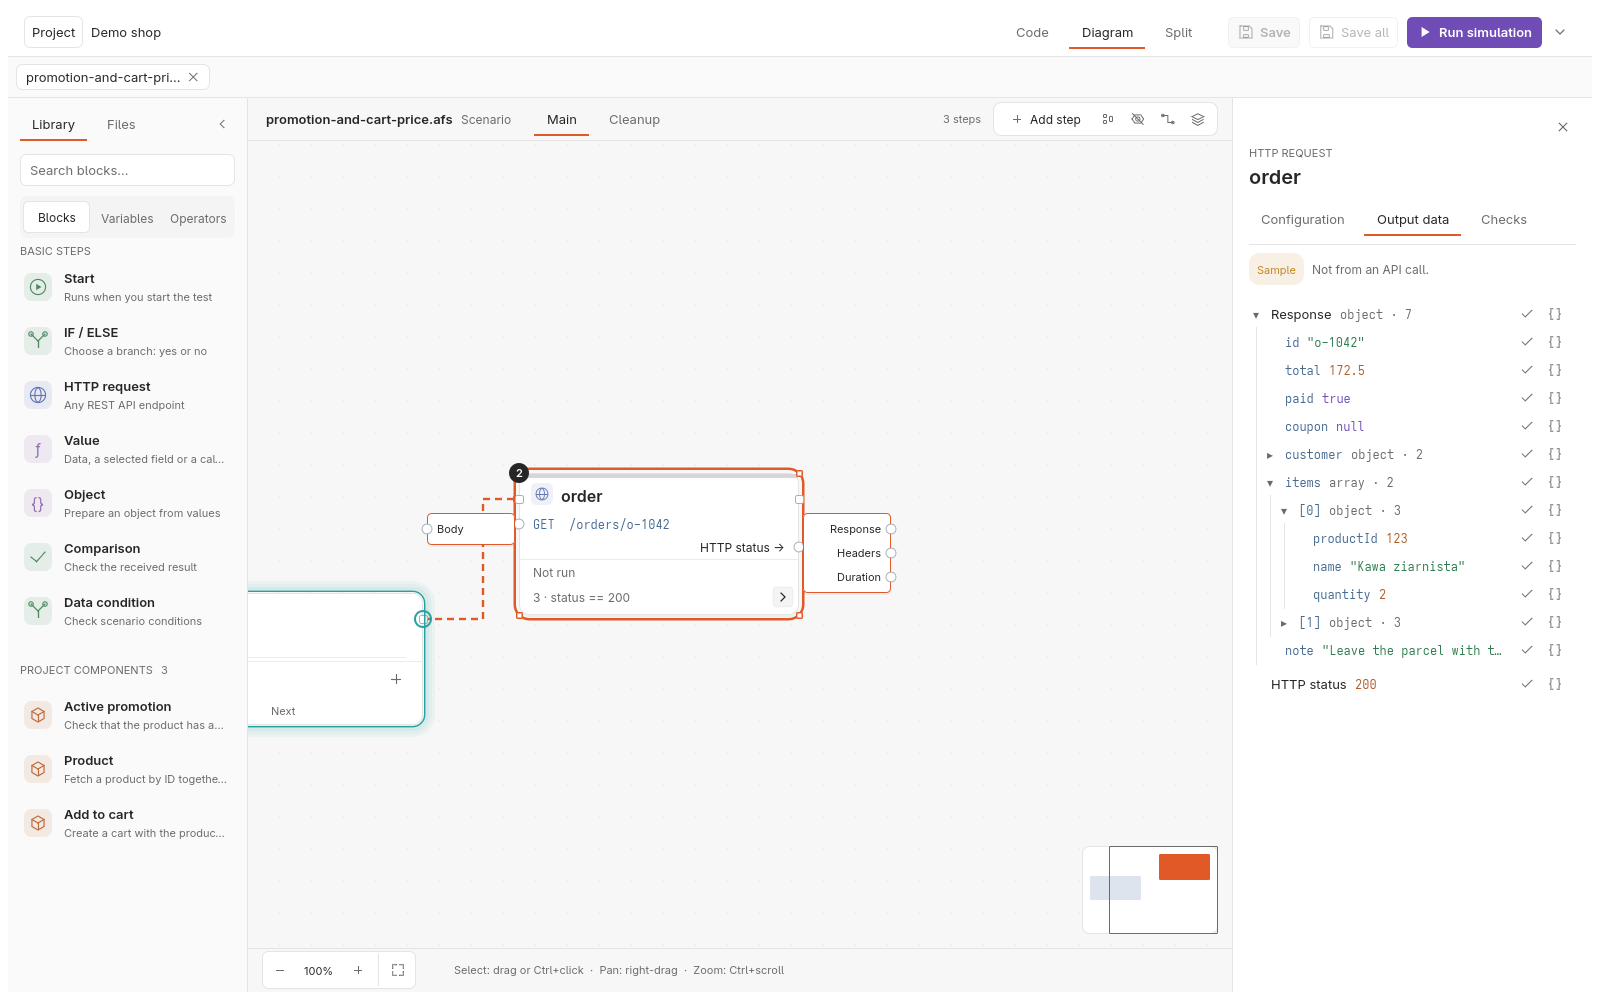 Project
Demo shop
Code
Diagram
Split
Save
Save all
Run simulation
promotion-and-cart-pri...
Library
Files
Search blocks...
Blocks
Variables
Operators
BASIC STEPS
Start
Runs when you start the test
IF / ELSE
Choose a branch: yes or no
HTTP request
Any REST API endpoint
Value
Data, a selected field or a cal...
Object
Prepare an object from values
Comparison
Check the received result
Data condition
Check scenario conditions
PROJECT COMPONENTS 3
Active promotion
Check that the product has a...
Product
Fetch a product by ID togethe...
Add to cart
Create a cart with the produc...
promotion-and-cart-price.afs Scenario
Main
Cleanup
3 steps
Add step
2
order
GET /orders/o-1042
Body
HTTP status →
Not run
3 · status == 200
Response
Headers
Duration
Next
100%
Select: drag or Ctrl+click · Pan: right-drag · Zoom: Ctrl+scroll
HTTP REQUEST
order
Configuration
Output data
Checks
Sample
Not from an API call.
Response object · 7
id "o-1042"
total 172.5
paid true
coupon null
customer object · 2
items array · 2
[0] object · 3
productId 123
name "Kawa ziarnista"
quantity 2
[1] object · 3
note "Leave the parcel with t…
HTTP status 200